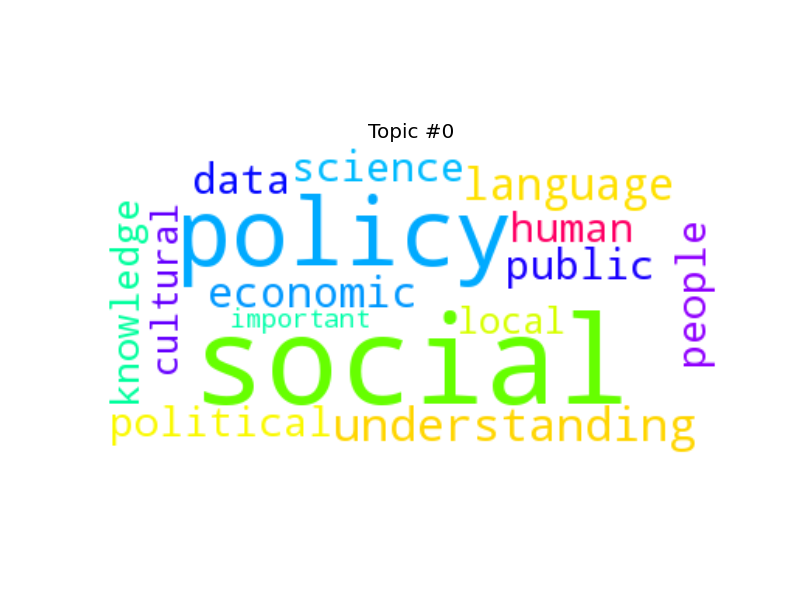 Topic #0
data science language
policy human
public
knowledge cultural economic people
important local
social
political understanding